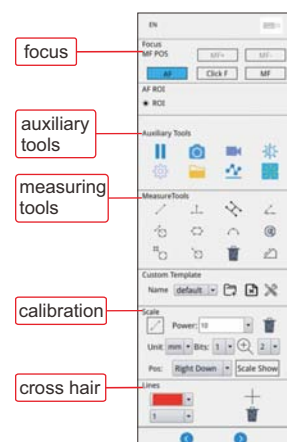 EN
Focus
focus
MF POS
MF+
MF-
AF
Click F
MF
AF ROI
ROI
auxiliary tools
Auxiliary Tools
measuring tools
MeasureTools
Custom Template
Name default
calibration
Scale
Power: 10
Unit mm Bits: 1 2
Pos: Right Down Scale Show
cross hair
Lines
1